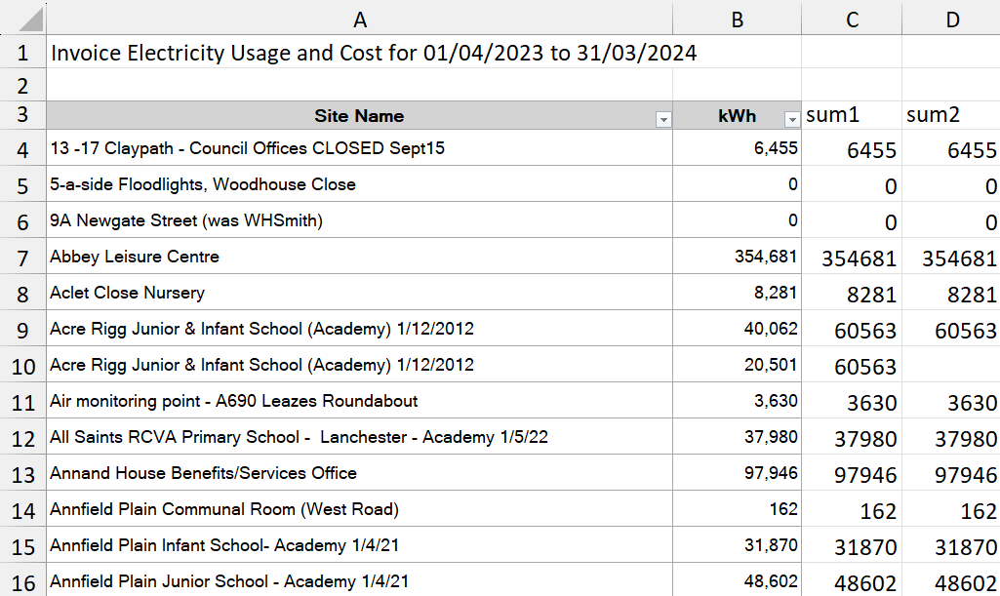 A B C D
1 Invoice Electricity Usage and Cost for 01/04/2023 to 31/03/2024
2
3 Site Name kWh sum1 sum2
4 13 -17 Claypath - Council Offices CLOSED Sept15 6,455 6455 6455
5 5-a-side Floodlights, Woodhouse Close 0 0 0
6 9A Newgate Street (was WHSmith) 0 0 0
7 Abbey Leisure Centre 354,681 354681 354681
8 Aclet Close Nursery 8,281 8281 8281
9 Acre Rigg Junior & Infant School (Academy) 1/12/2012 40,062 60563 60563
10 Acre Rigg Junior & Infant School (Academy) 1/12/2012 20,501 60563
11 Air monitoring point - A690 Leazes Roundabout 3,630 3630 3630
12 All Saints RCVA Primary School -  Lanchester - Academy 1/5/22 37,980 37980 37980
13 Annand House Benefits/Services Office 97,946 97946 97946
14 Annfield Plain Communal Room (West Road) 162 162 162
15 Annfield Plain Infant School- Academy 1/4/21 31,870 31870 31870
16 Annfield Plain Junior School - Academy 1/4/21 48,602 48602 48602